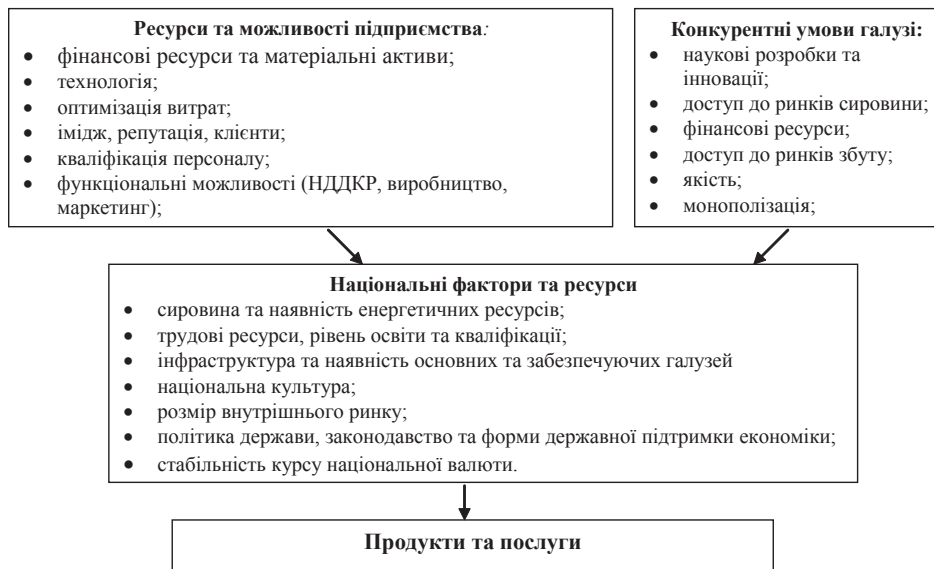 Ресурси та можливості підприємства:
• фінансові ресурси та матеріальні активи;
• технологія;
• оптимізація витрат;
• імідж, репутація, клієнти;
• кваліфікація персоналу;
• функціональні можливості (НДДКР, виробництво,
маркетинг);
Конкурентні умови галузі:
• наукові розробки та
інновації;
• доступ до ринків сировини;
• фінансові ресурси;
• доступ до ринків збуту;
• якість;
• монополізація;
Національні фактори та ресурси
• сировина та наявність енергетичних ресурсів;
• трудові ресурси, рівень освіти та кваліфікації;
• інфраструктура та наявність основних та забезпечуючих галузей
• національна культура;
• розмір внутрішнього ринку;
• політика держави, законодавство та форми державної підтримки економіки;
• стабільність курсу національної валюти.
Продукти та послуги